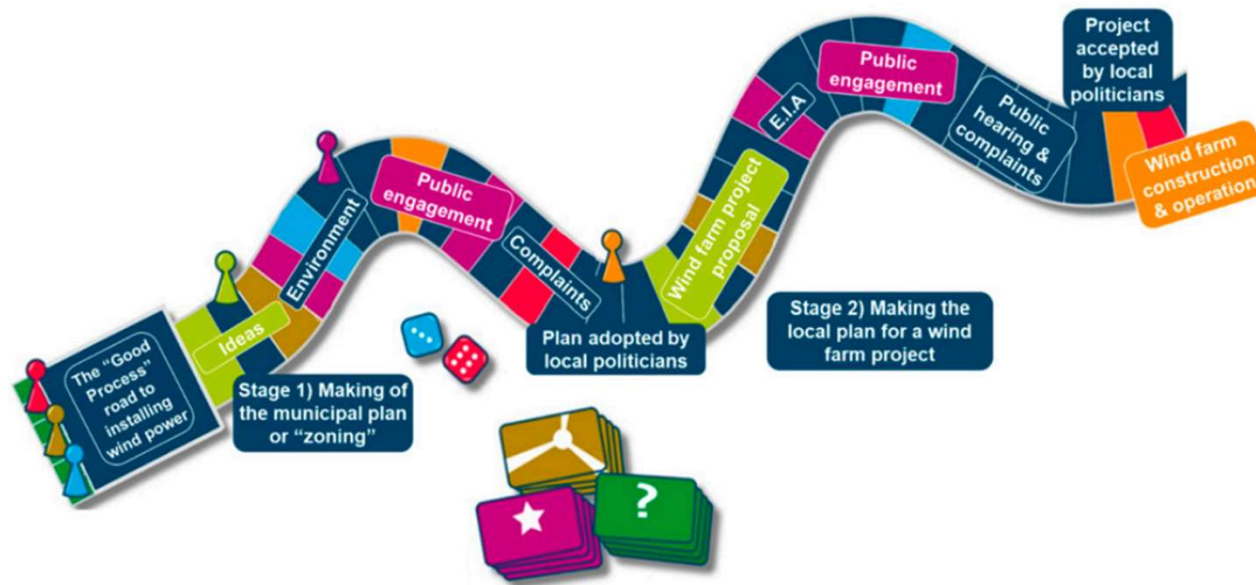 The “Good
Process”
road to
installing
wind power
Ideas
Stage 1) Making of
the municipal plan
or “zoning”
Environment
Public
engagement
Complaints
Plan adopted by
local politicians
Wind farm project
proposal
Stage 2) Making the
local plan for a wind
farm project
E.I.A
Public
engagement
Public
hearing &
complaints
Project
accepted
by local
politicians
Wind farm
construction
& operation
?